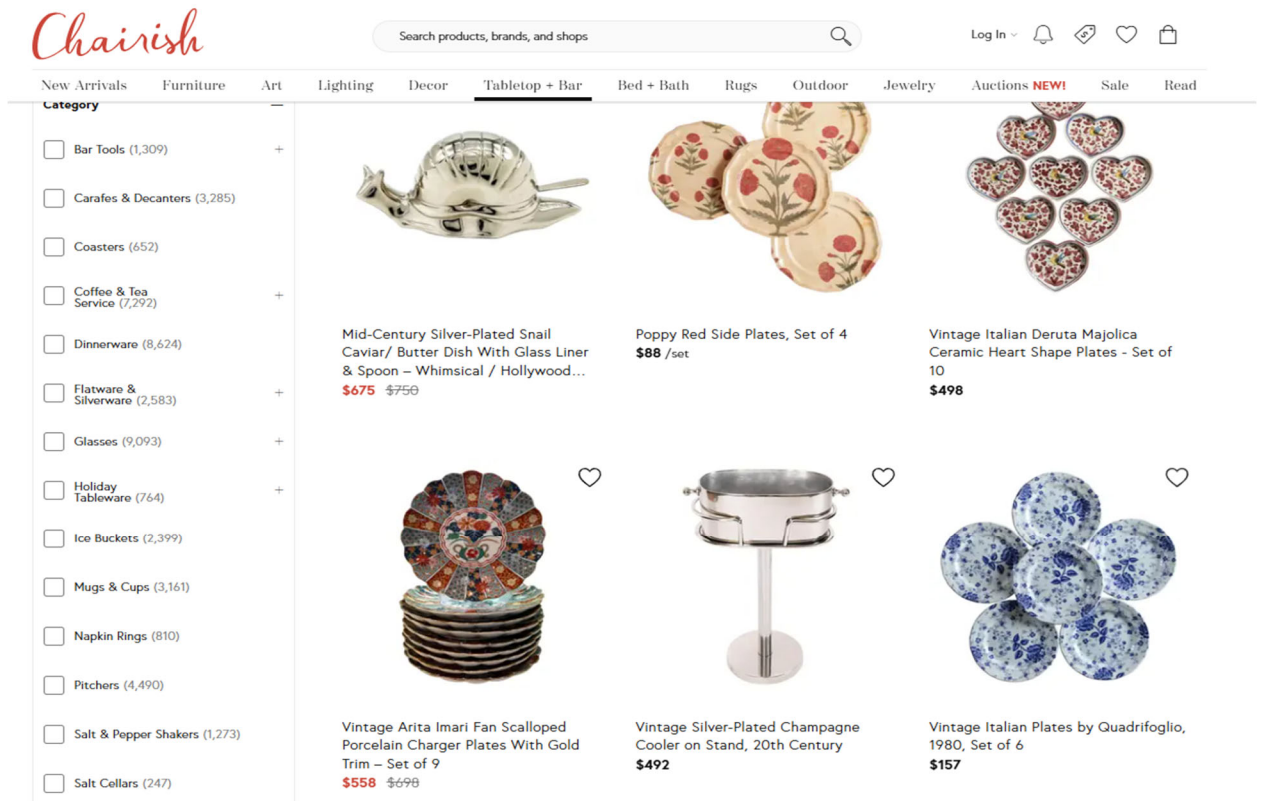 Chairish
Search products, brands, and shops
Log In
New Arrivals
Furniture
Art
Lighting
Decor
Tabletop + Bar
Bed + Bath
Rugs
Outdoor
Jewelry
Auctions NEW!
Sale
Read
Category
Bar Tools (1,309)
Carafes & Decanters (3,285)
Coasters (652)
Coffee & Tea
Service (7,292)
Dinnerware (8,624)
Flatware &
Silverware (2,583)
Glasses (9,093)
Holiday
Tableware (764)
Ice Buckets (2,399)
Mugs & Cups (3,161)
Napkin Rings (810)
Pitchers (4,490)
Salt & Pepper Shakers (1,273)
Salt Cellars (247)
Mid-Century Silver-Plated Snail
Caviar/ Butter Dish With Glass Liner
& Spoon – Whimsical / Hollywood...
$675 $750
Poppy Red Side Plates, Set of 4
$88 /set
Vintage Italian Deruta Majolica
Ceramic Heart Shape Plates - Set of
10
$498
Vintage Arita Imari Fan Scalloped
Porcelain Charger Plates With Gold
Trim – Set of 9
$558 $698
Vintage Silver-Plated Champagne
Cooler on Stand, 20th Century
$492
Vintage Italian Plates by Quadrifoglio,
1980, Set of 6
$157